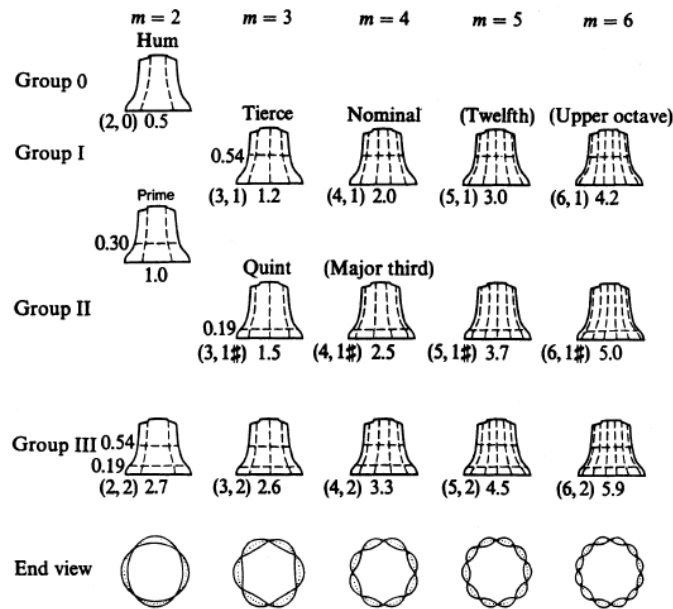 m = 2 m = 3 m = 4 m = 5 m = 6
Hum
Group 0
(2, 0) 0.5
Tierce Nominal (Twelfth) (Upper octave)
Group I 0.54
(3, 1) 1.2 (4, 1) 2.0 (5, 1) 3.0 (6, 1) 4.2
Prime
0.30
1.0
Quint (Major third)
Group II
0.19
(3, 1♯) 1.5 (4, 1♯) 2.5 (5, 1♯) 3.7 (6, 1♯) 5.0
Group III 0.54
0.19
(2, 2) 2.7 (3, 2) 2.6 (4, 2) 3.3 (5, 2) 4.5 (6, 2) 5.9
End view